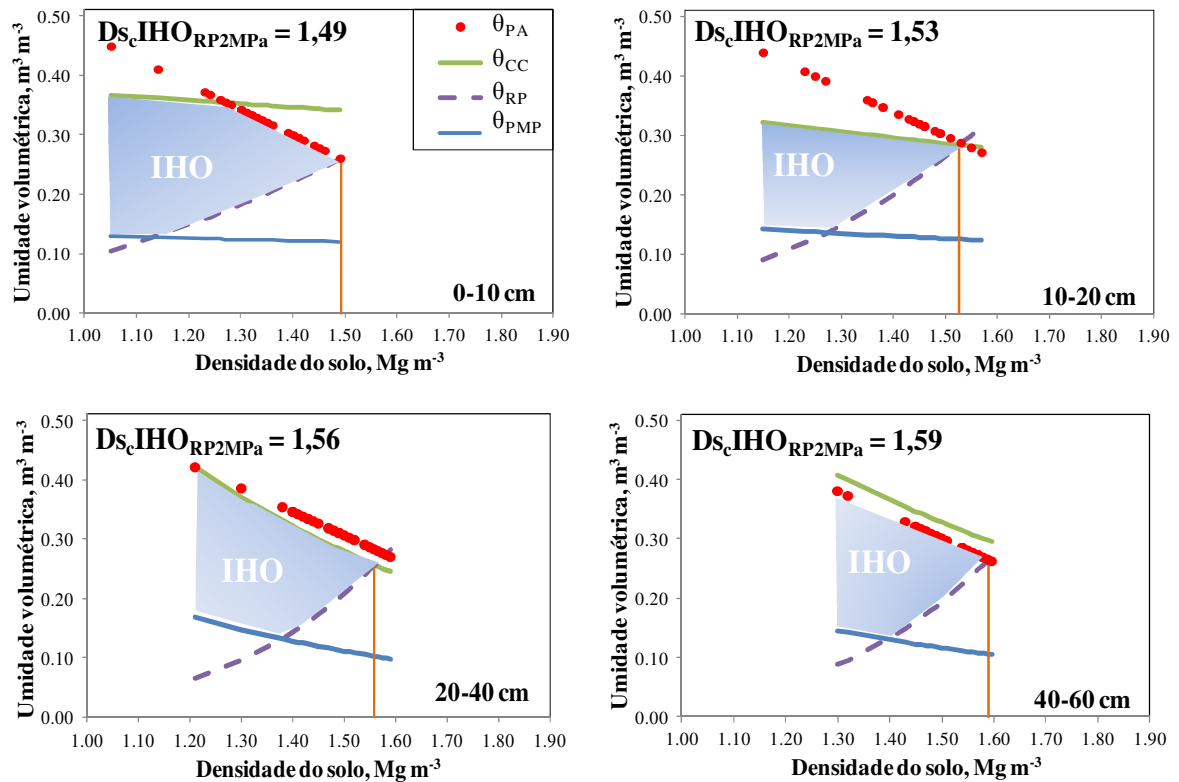 Ds_cIHO_RP2MPa = 1,49
θ_PA
θ_CC
θ_RP
θ_PMP
IHO
0-10 cm
Umidade volumétrica, m³ m⁻³
0.50
0.40
0.30
0.20
0.10
0.00
1.00 1.10 1.20 1.30 1.40 1.50 1.60 1.70 1.80 1.90
Densidade do solo, Mg m⁻³
Ds_cIHO_RP2MPa = 1,53
IHO
10-20 cm
Umidade volumétrica, m³ m⁻³
0.50
0.40
0.30
0.20
0.10
0.00
1.00 1.10 1.20 1.30 1.40 1.50 1.60 1.70 1.80 1.90
Densidade do solo, Mg m⁻³
Ds_cIHO_RP2MPa = 1,56
IHO
20-40 cm
Umidade volumétrica, m³ m⁻³
0.50
0.40
0.30
0.20
0.10
0.00
1.00 1.10 1.20 1.30 1.40 1.50 1.60 1.70 1.80 1.90
Densidade do solo, Mg m⁻³
Ds_cIHO_RP2MPa = 1,59
IHO
40-60 cm
Umidade volumétrica, m³ m⁻³
0.50
0.40
0.30
0.20
0.10
0.00
1.00 1.10 1.20 1.30 1.40 1.50 1.60 1.70 1.80 1.90
Densidade do solo, Mg m⁻³